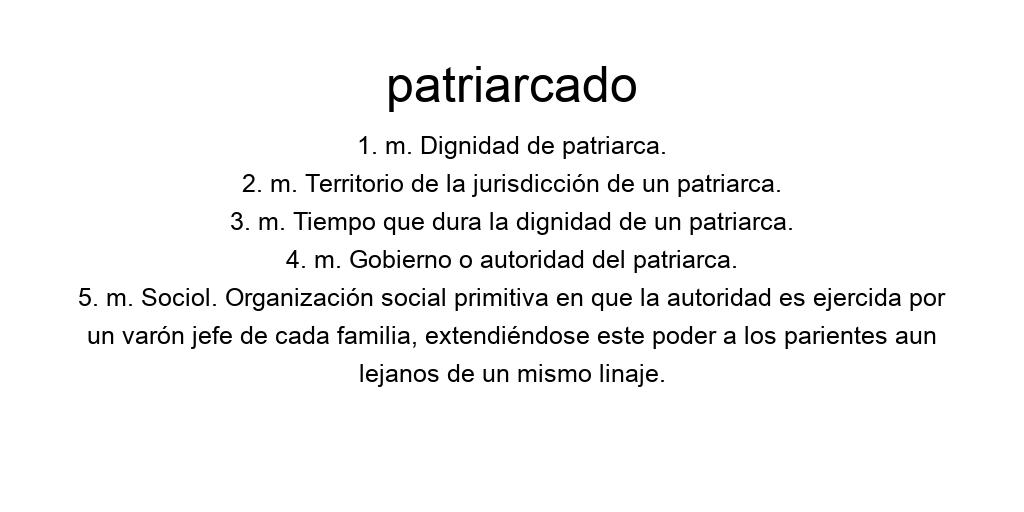 patriarcado
1. m. Dignidad de patriarca.
2. m. Territorio de la jurisdicción de un patriarca.
3. m. Tiempo que dura la dignidad de un patriarca.
4. m. Gobierno o autoridad del patriarca.
5. m. Sociol. Organización social primitiva en que la autoridad es ejercida por
un varón jefe de cada familia, extendiéndose este poder a los parientes aun
lejanos de un mismo linaje.